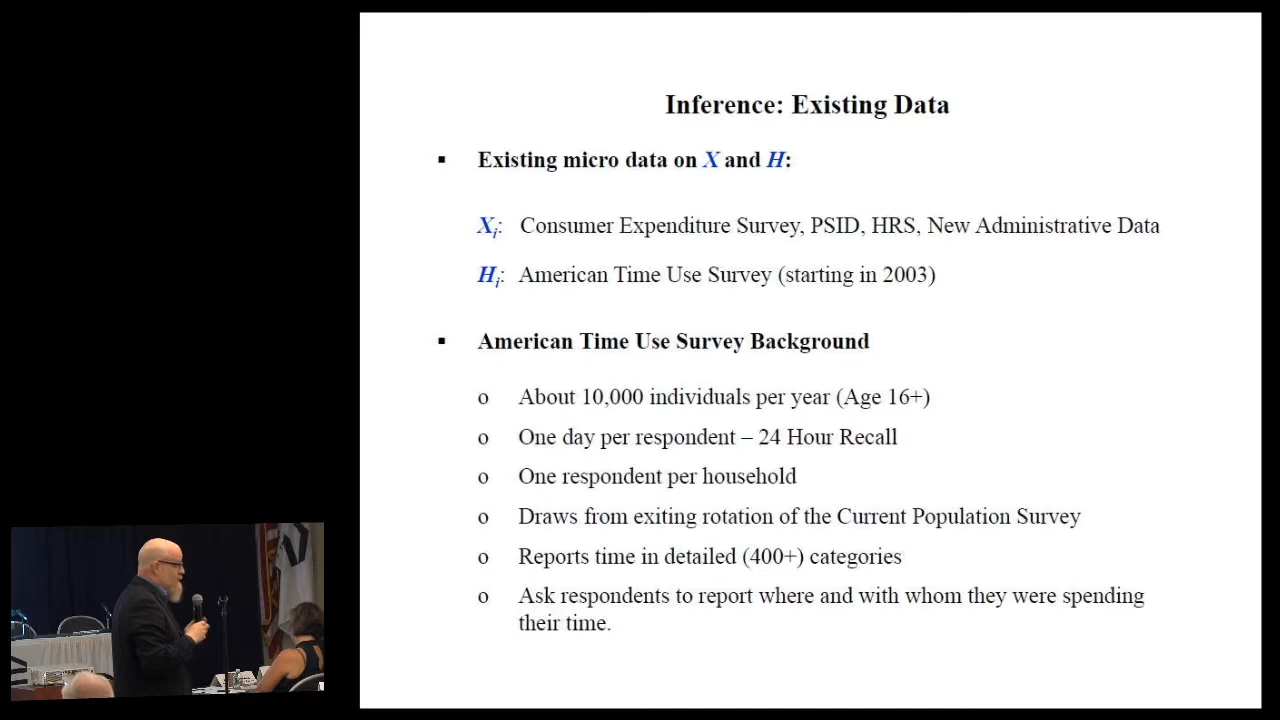 Inference: Existing Data
▪ Existing micro data on X and H:
Xi: Consumer Expenditure Survey, PSID, HRS, New Administrative Data
Hi: American Time Use Survey (starting in 2003)
▪ American Time Use Survey Background
o About 10,000 individuals per year (Age 16+)
o One day per respondent – 24 Hour Recall
o One respondent per household
o Draws from exiting rotation of the Current Population Survey
o Reports time in detailed (400+) categories
o Ask respondents to report where and with whom they were spending
their time.